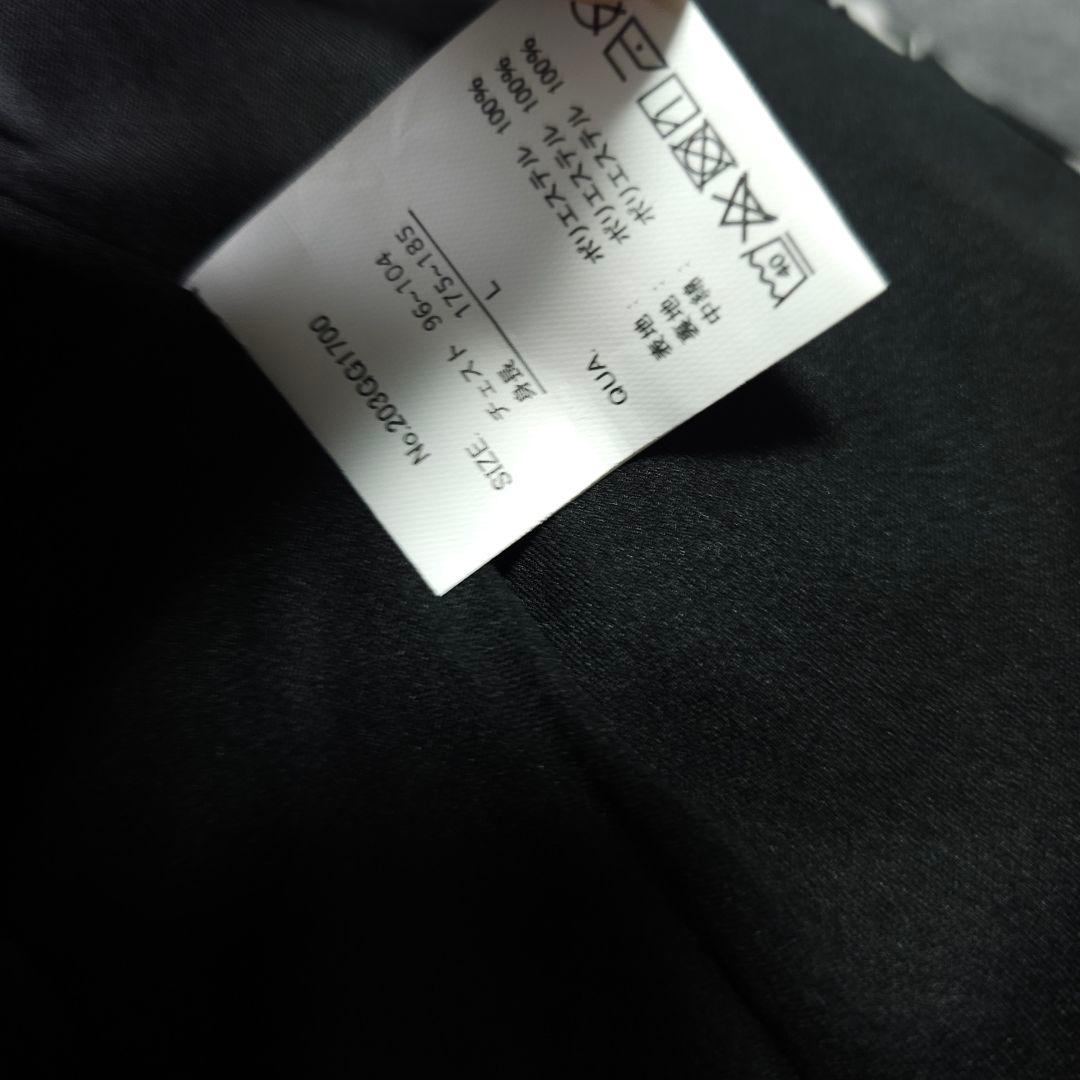 No.203GG1700
SIZE.
チェスト 96~104
身長 175~185
L
QUA.
表地: ポリエステル 100%
裏地: ポリエステル 100%
中綿: ポリエステル 100%
40